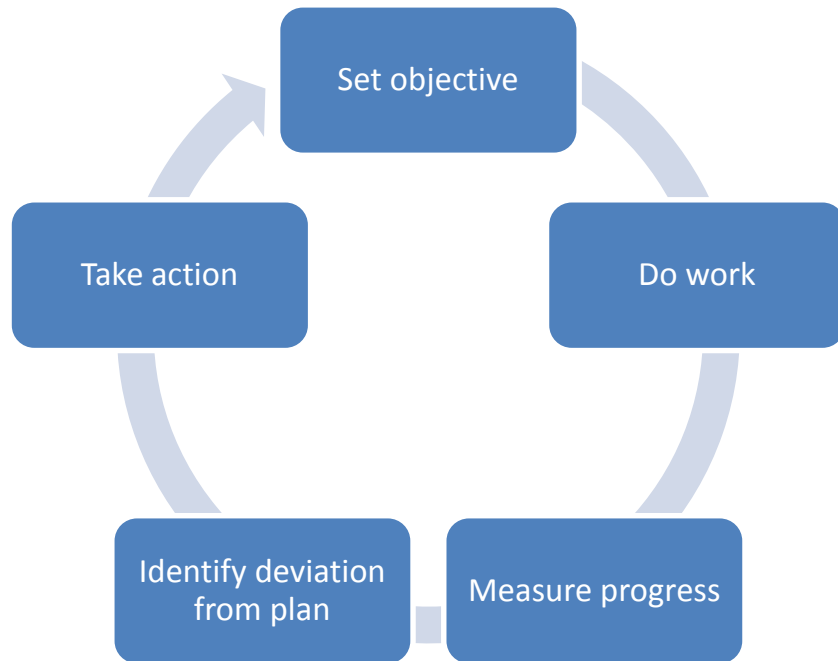 Set objective
Do work
Measure progress
Identify deviation
from plan
Take action